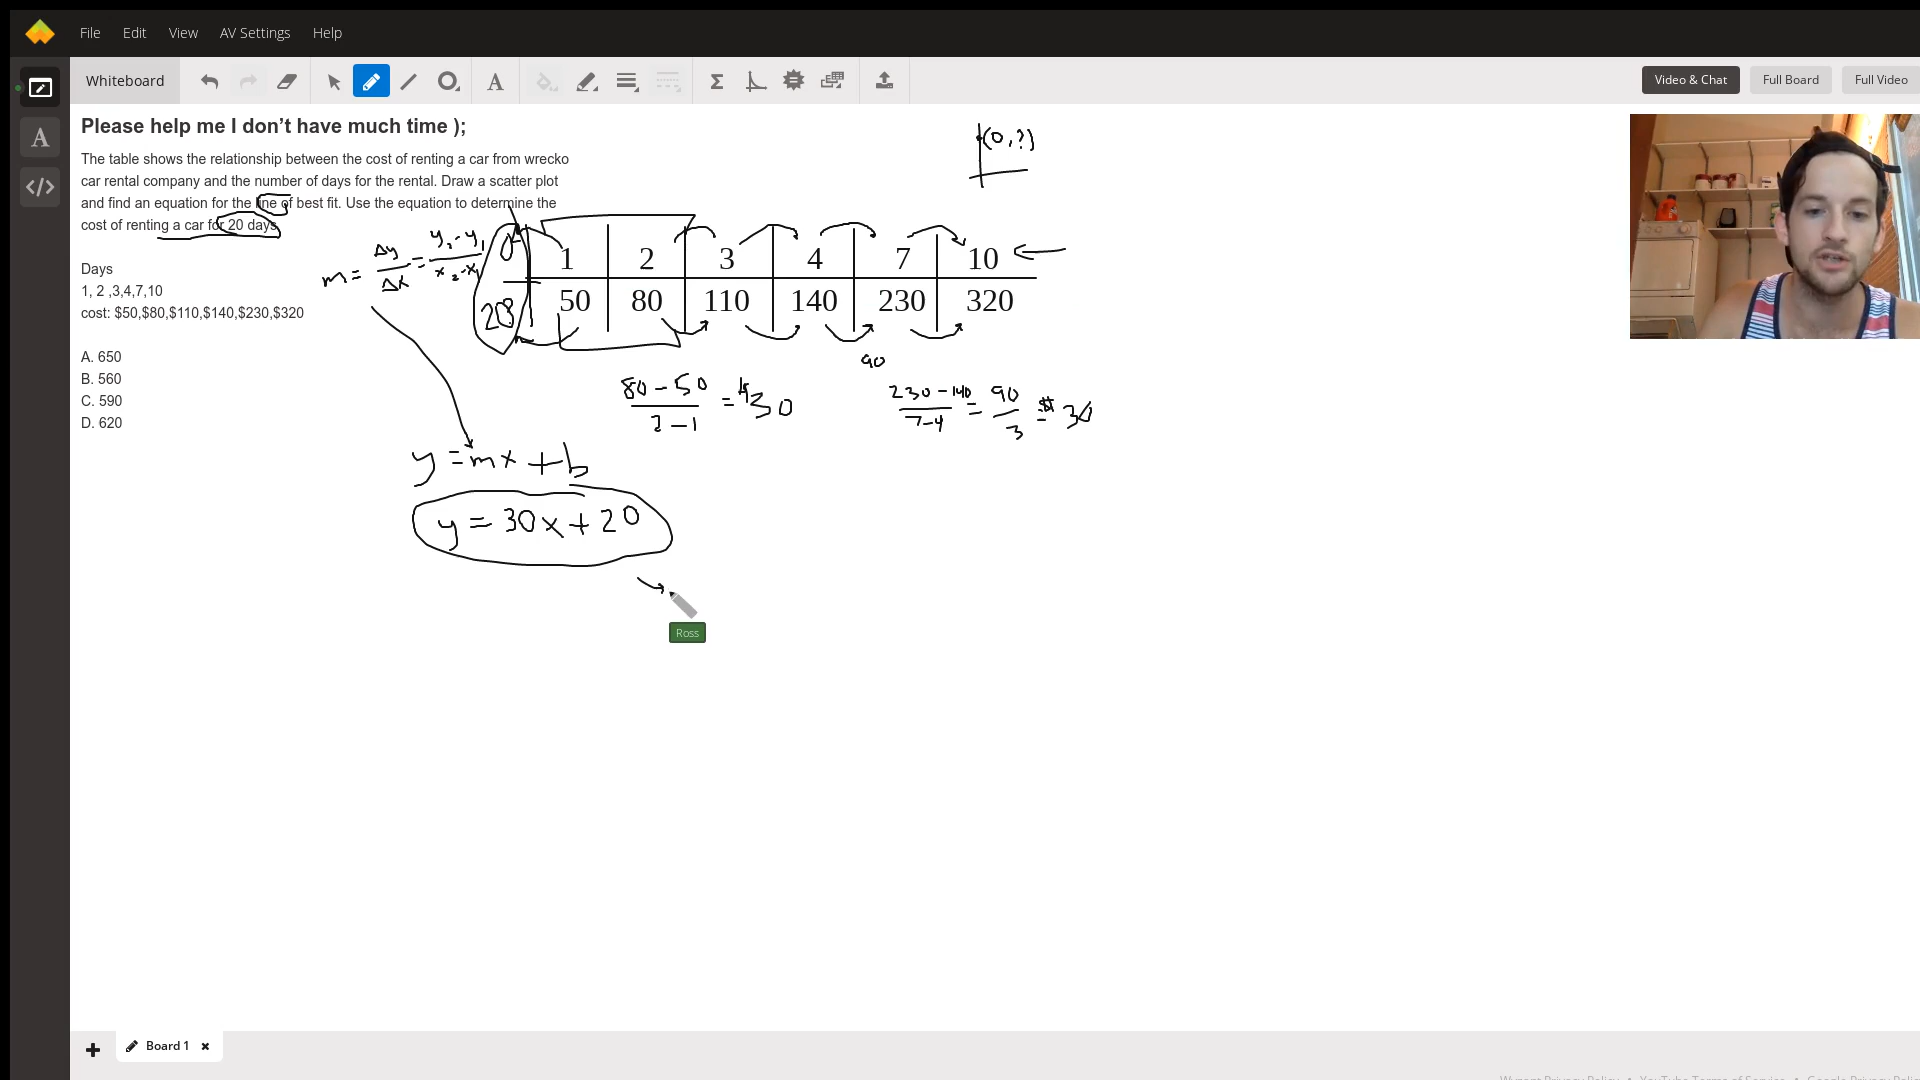 File Edit View AV Settings Help
Whiteboard A Σ Video & Chat Full Board Full Video
Please help me I don’t have much time );
The table shows the relationship between the cost of renting a car from wrecko
car rental company and the number of days for the rental. Draw a scatter plot
and find an equation for the line of best fit. Use the equation to determine the
cost of renting a car for 20 days.
Days
1, 2 ,3,4,7,10
cost: $50,$80,$110,$140,$230,$320
A. 650
B. 560
C. 590
D. 620
(0,?)
m = Δy/Δx = y₂-y₁/x₂-x₁
0 1 2 3 4 7 10
20 50 80 110 140 230 320
90
80-50/2-1 = $30
230-140/7-4 = 90/3 = $30
y = mx + b
y = 30x + 20
Ross
Board 1